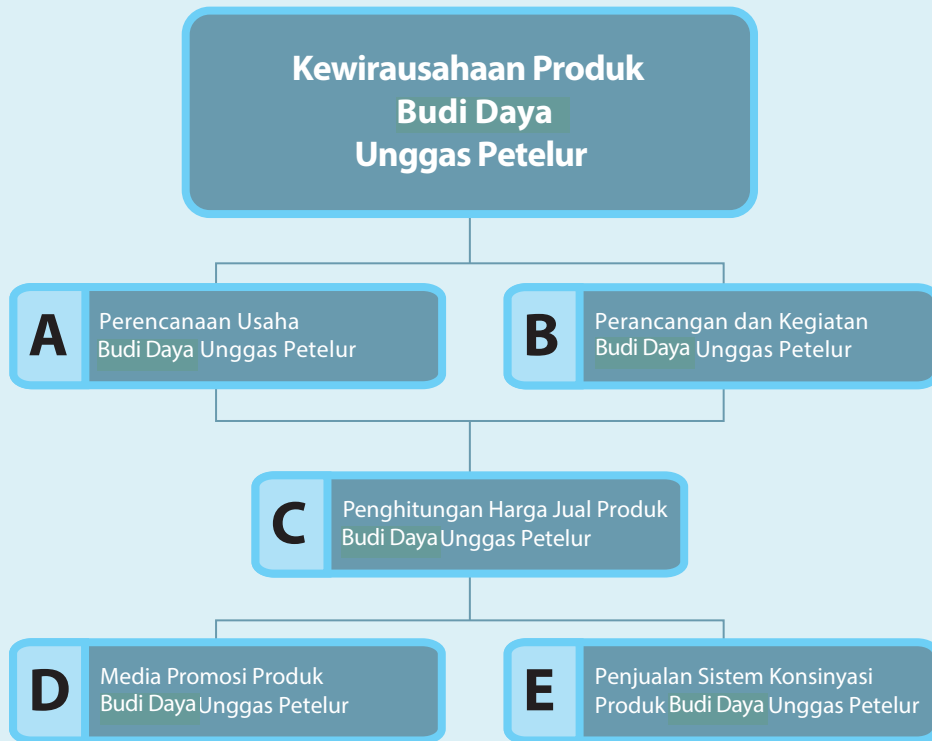 Kewirausahaan Produk
Budi Daya
Unggas Petelur
A
Perencanaan Usaha
Budi Daya Unggas Petelur
B
Perancangan dan Kegiatan
Budi Daya Unggas Petelur
C
Penghitungan Harga Jual Produk
Budi Daya Unggas Petelur
D
Media Promosi Produk
Budi Daya Unggas Petelur
E
Penjualan Sistem Konsinyasi
Produk Budi Daya Unggas Petelur